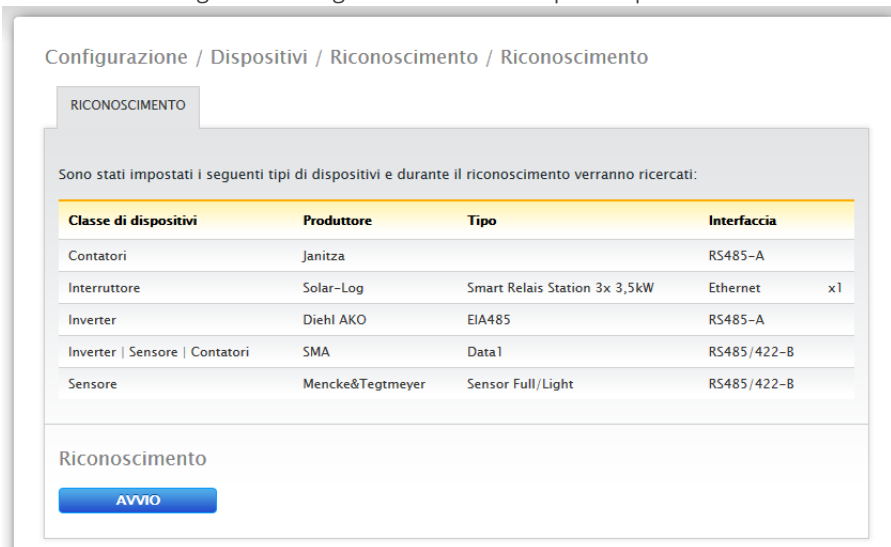 Configurazione / Dispositivi / Riconoscimento / Riconoscimento
RICONOSCIMENTO
Sono stati impostati i seguenti tipi di dispositivi e durante il riconoscimento verranno ricercati:
Classe di dispositivi Produttore Tipo Interfaccia
Contatori Janitza RS485-A
Interruttore Solar-Log Smart Relais Station 3x 3,5kW Ethernet x1
Inverter Diehl AKO EIA485 RS485-A
Inverter | Sensore | Contatori SMA Data1 RS485/422-B
Sensore Mencke&Tegtmeyer Sensor Full/Light RS485/422-B
Riconoscimento
AVVIO